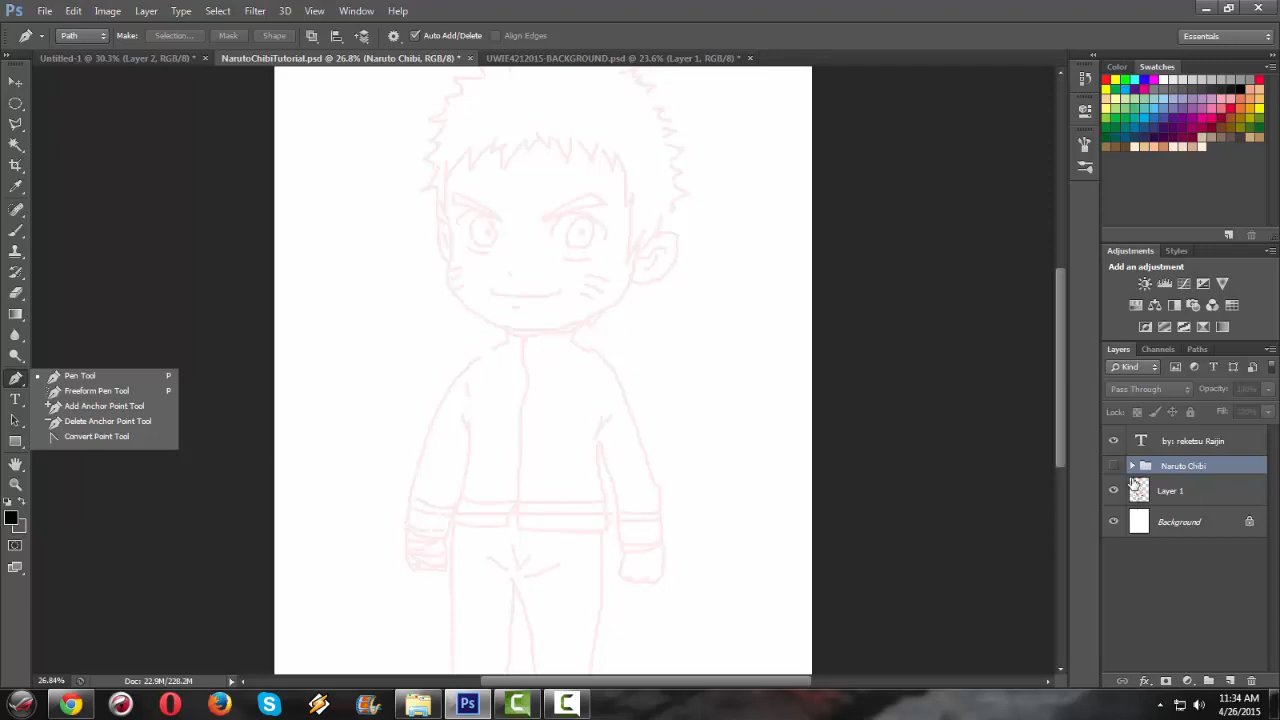 Ps File Edit Image Layer Type Select Filter 3D View Window Help
Path Make: Selection... Mask Shape Auto Add/Delete Align Edges Essentials
Untitled-1 @ 30.3% (Layer 2, RGB/8) * × NarutoChibiTutorial.psd @ 26.8% (Naruto Chibi, RGB/8) * × UWIE4212015-BACKGROUND.psd @ 23.6% (Layer 1, RGB/8) * ×
Color Swatches
Adjustments Styles
Add an adjustment
Layers Channels Paths
Kind
Pass Through Opacity: 100%
Lock: Fill: 100%
T by: reketsu Raijin
Naruto Chibi
Layer 1
Background
Pen Tool P
Freeform Pen Tool P
Add Anchor Point Tool
Delete Anchor Point Tool
Convert Point Tool
26.84% Doc: 22.9M/228.2M
Ps
11:34 AM
4/26/2015